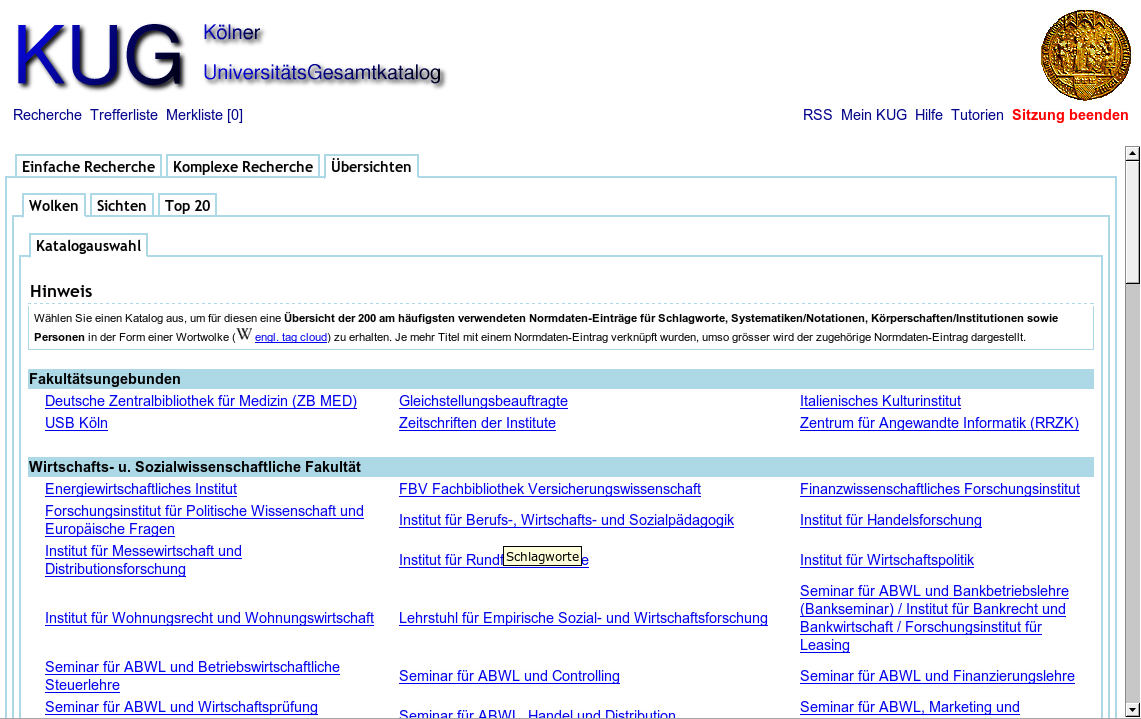 KUG Kölner
UniversitätsGesamtkatalog
Recherche Trefferliste Merkliste [0] RSS Mein KUG Hilfe Tutorien Sitzung beenden
Einfache Recherche Komplexe Recherche Übersichten
Wolken Sichten Top 20
Katalogauswahl
Hinweis
Wählen Sie einen Katalog aus, um für diesen eine Übersicht der 200 am häufigsten verwendeten Normdaten-Einträge für Schlagworte, Systematiken/Notationen, Körperschaften/Institutionen sowie
Personen in der Form einer Wortwolke (W engl. tag cloud) zu erhalten. Je mehr Titel mit einem Normdaten-Eintrag verknüpft wurden, umso grösser wird der zugehörige Normdaten-Eintrag dargestellt.
Fakultätsungebunden
Deutsche Zentralbibliothek für Medizin (ZB MED) Gleichstellungsbeauftragte Italienisches Kulturinstitut
USB Köln Zeitschriften der Institute Zentrum für Angewandte Informatik (RRZK)
Wirtschafts- u. Sozialwissenschaftliche Fakultät
Energiewirtschaftliches Institut FBV Fachbibliothek Versicherungswissenschaft Finanzwissenschaftliches Forschungsinstitut
Forschungsinstitut für Politische Wissenschaft und
Europäische Fragen
Institut für Berufs-, Wirtschafts- und Sozialpädagogik Institut für Handelsforschung
Institut für Messewirtschaft und
Distributionsforschung
Institut für Schlagworte Institut für Wirtschaftspolitik
Institut für Wohnungsrecht und Wohnungswirtschaft Lehrstuhl für Empirische Sozial- und Wirtschaftsforschung
Seminar für ABWL und Bankbetriebslehre
(Bankseminar) / Institut für Bankrecht und
Bankwirtschaft / Forschungsinstitut für
Leasing
Seminar für ABWL und Betriebswirtschaftliche
Steuerlehre
Seminar für ABWL und Controlling Seminar für ABWL und Finanzierungslehre
Seminar für ABWL und Wirtschaftsprüfung Seminar für ABWL, Handel und Distribution Seminar für ABWL, Marketing und